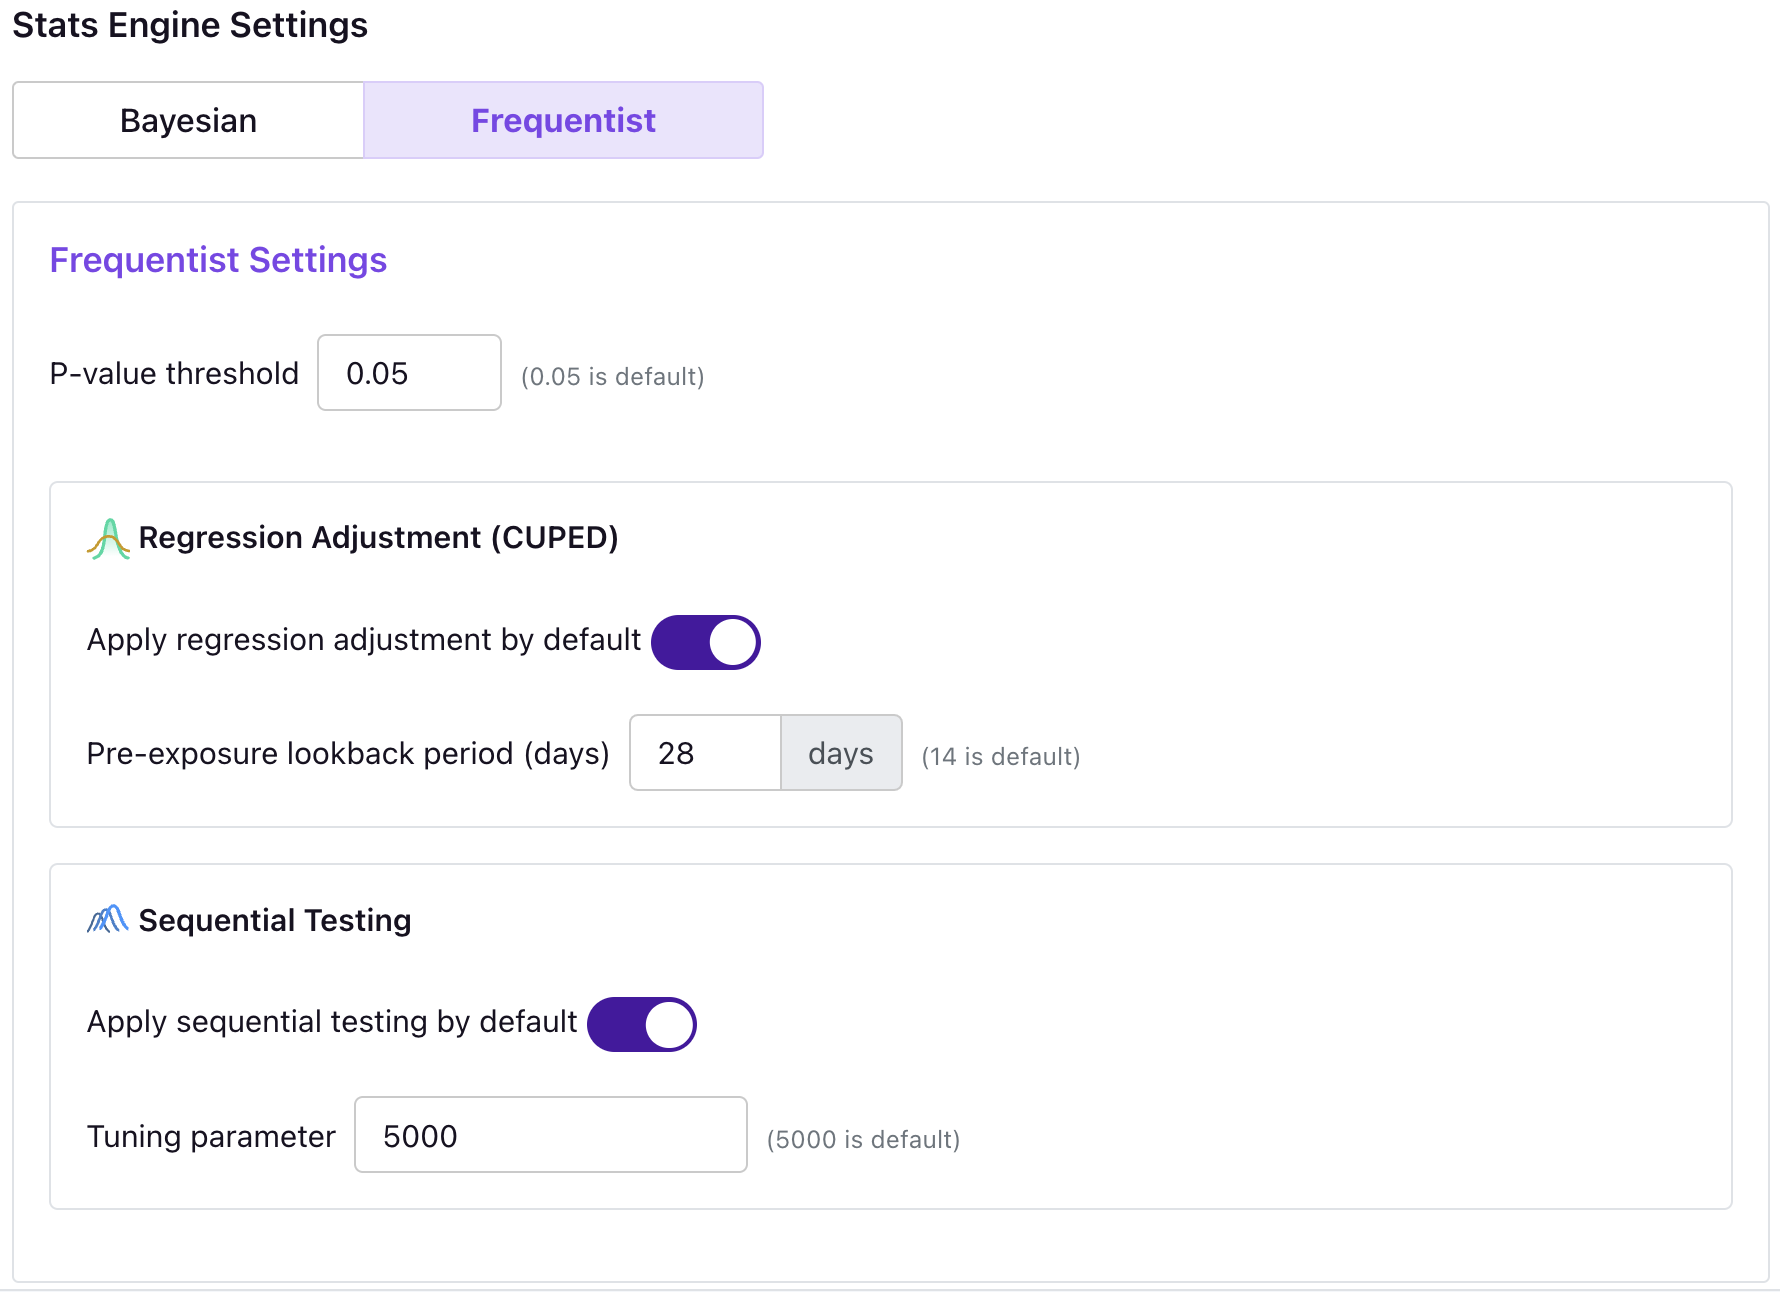 Stats Engine Settings
Bayesian Frequentist
Frequentist Settings
P-value threshold 0.05 (0.05 is default)
Regression Adjustment (CUPED)
Apply regression adjustment by default
Pre-exposure lookback period (days) 28 days (14 is default)
Sequential Testing
Apply sequential testing by default
Tuning parameter 5000 (5000 is default)